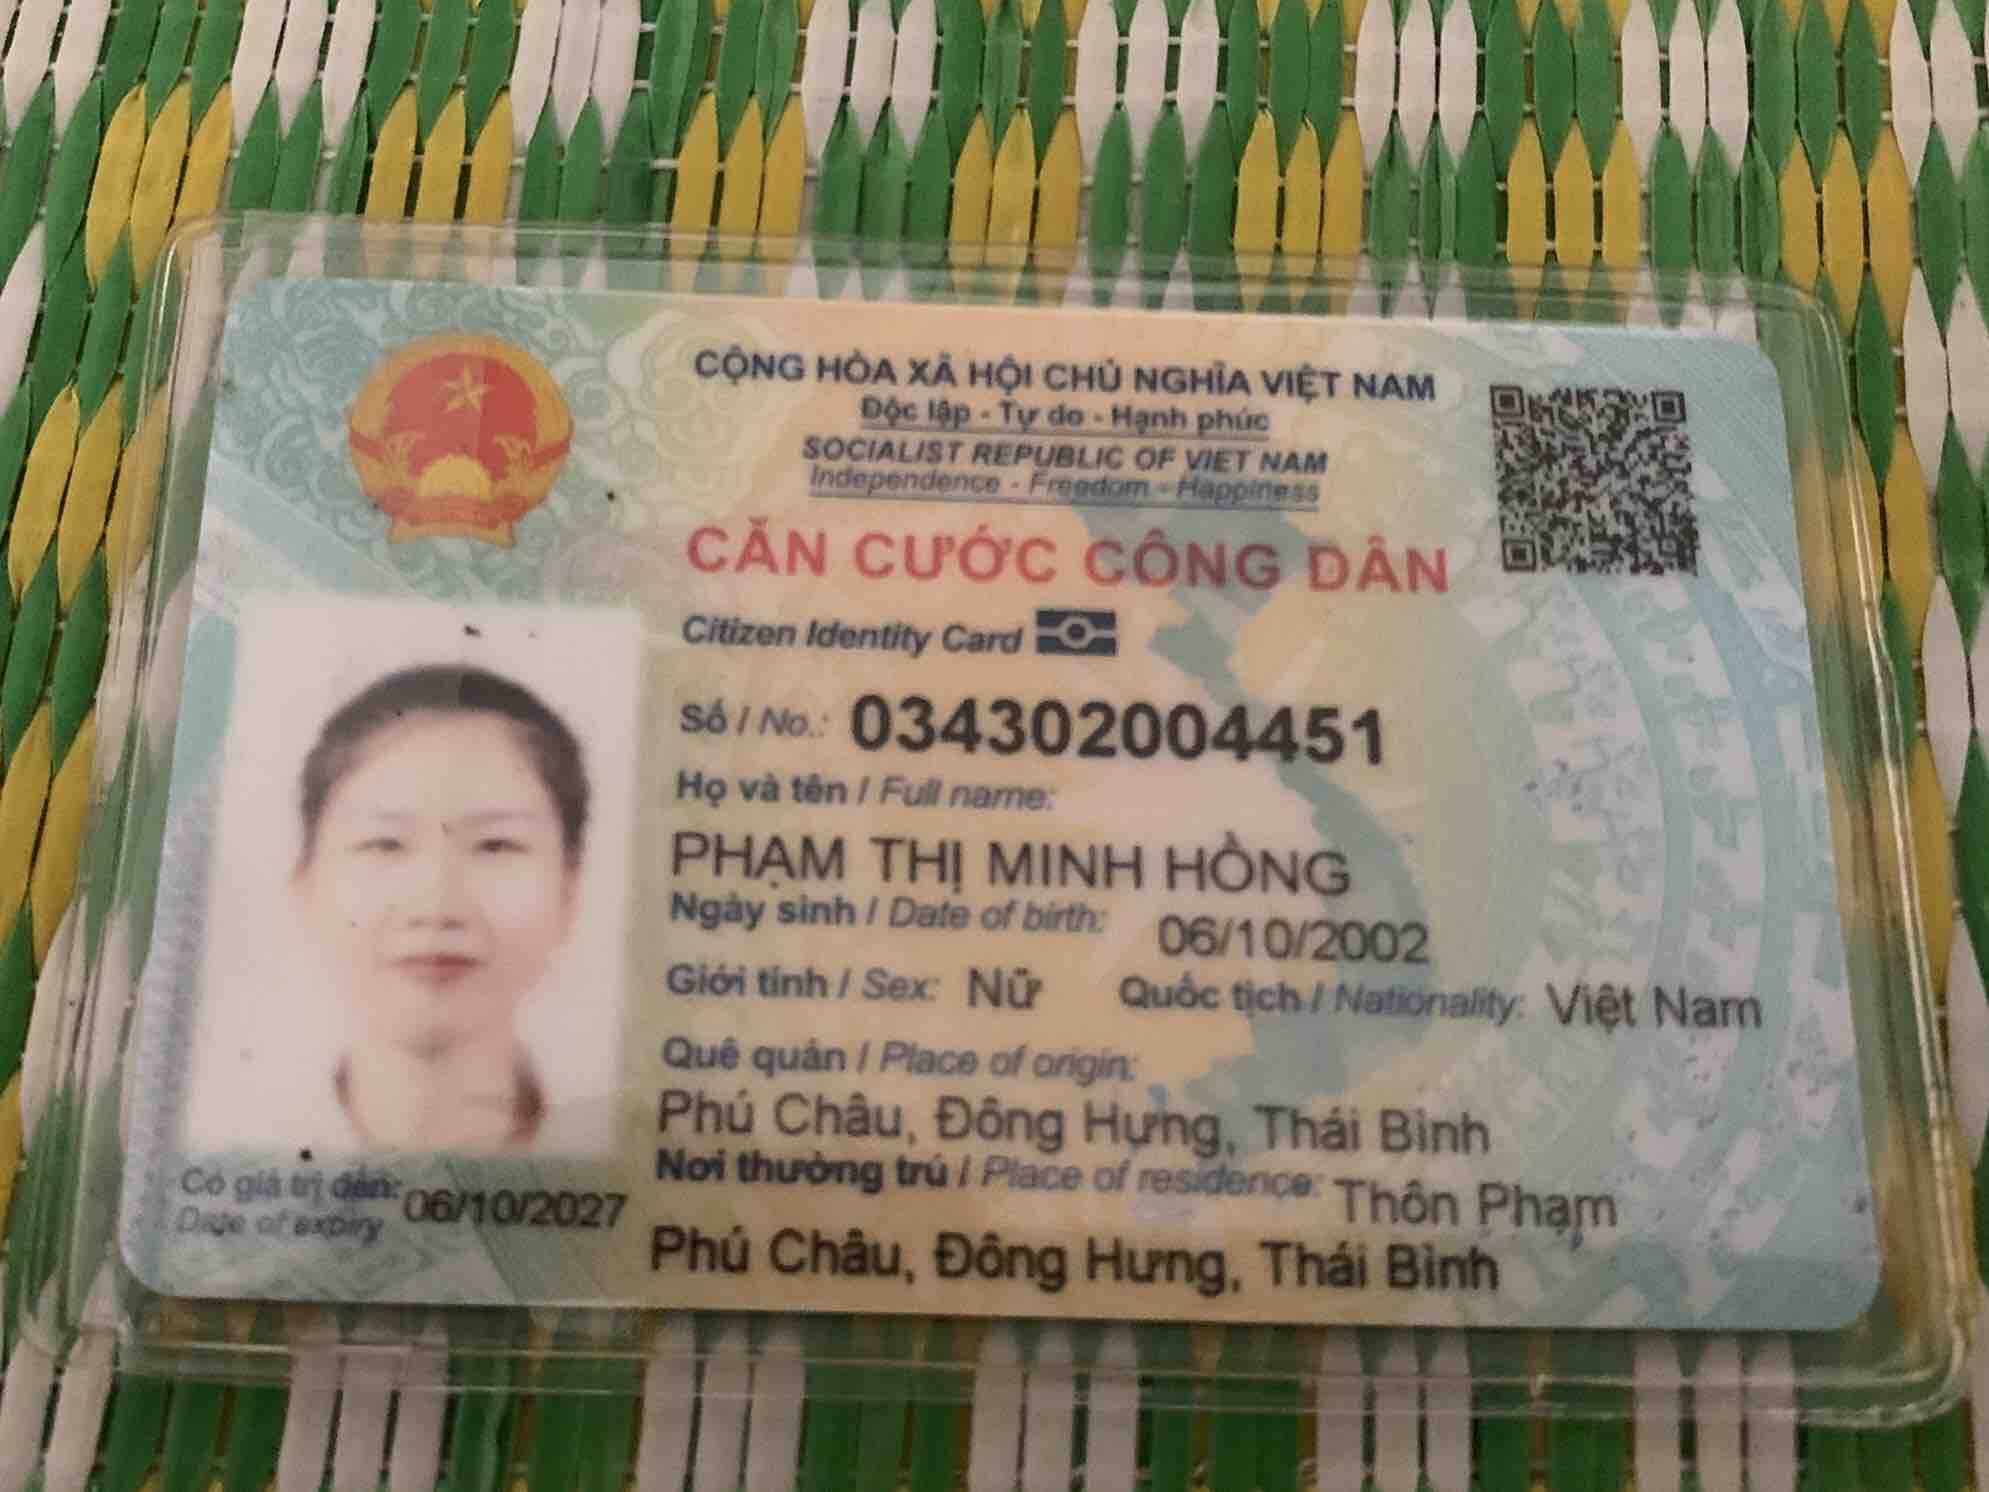 CỘNG HÒA XÃ HỘI CHỦ NGHĨA VIỆT NAM
Độc lập - Tự do - Hạnh phúc
SOCIALIST REPUBLIC OF VIET NAM
Independence - Freedom - Happiness
CĂN CƯỚC CÔNG DÂN
Citizen Identity Card
Số / No.: 034302004451
Họ và tên / Full name:
PHẠM THỊ MINH HỒNG
Ngày sinh / Date of birth: 06/10/2002
Giới tính / Sex: Nữ Quốc tịch / Nationality: Việt Nam
Quê quán / Place of origin:
Phú Châu, Đông Hưng, Thái Bình
Nơi thường trú / Place of residence: Thôn Phạm
Phú Châu, Đông Hưng, Thái Bình
Có giá trị đến: 06/10/2027
Date of expiry